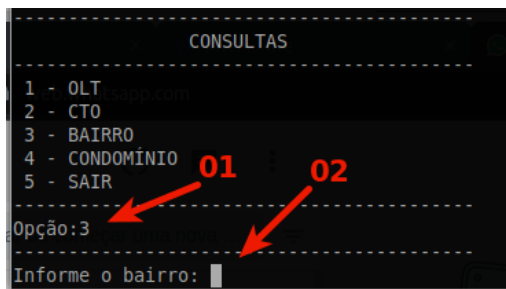 ------------------------------------------
CONSULTAS
------------------------------------------
1 - OLT
2 - CTO
3 - BAIRRO
4 - CONDOMÍNIO
5 - SAIR
01
02
------------------------------------------
Opção:3
------------------------------------------
Informe o bairro: